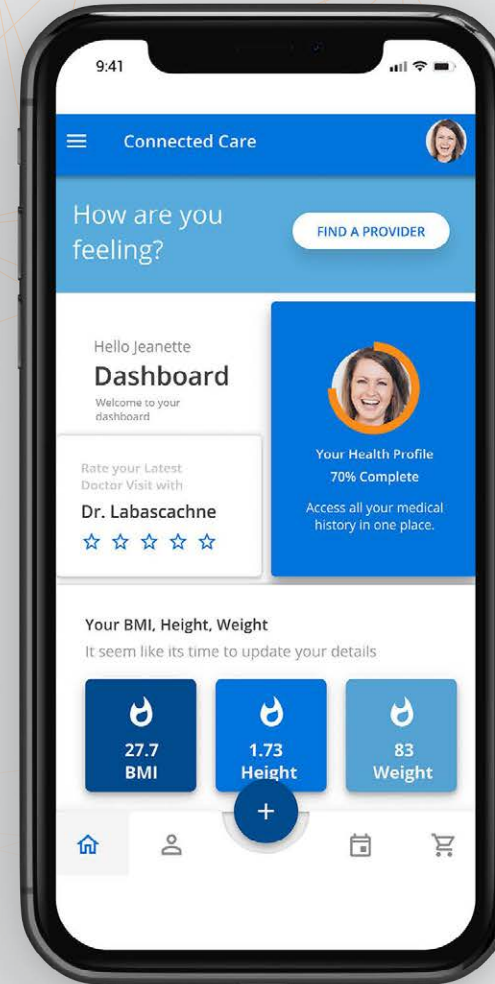 9:41
Connected Care
How are you
feeling?
FIND A PROVIDER
Hello Jeanette
Dashboard
Welcome to your
dashboard
Your Health Profile
70% Complete
Access all your medical
history in one place.
Rate your Latest
Doctor Visit with
Dr. Labascachne
Your BMI, Height, Weight
It seem like its time to update your details
27.7
BMI
1.73
Height
83
Weight
+